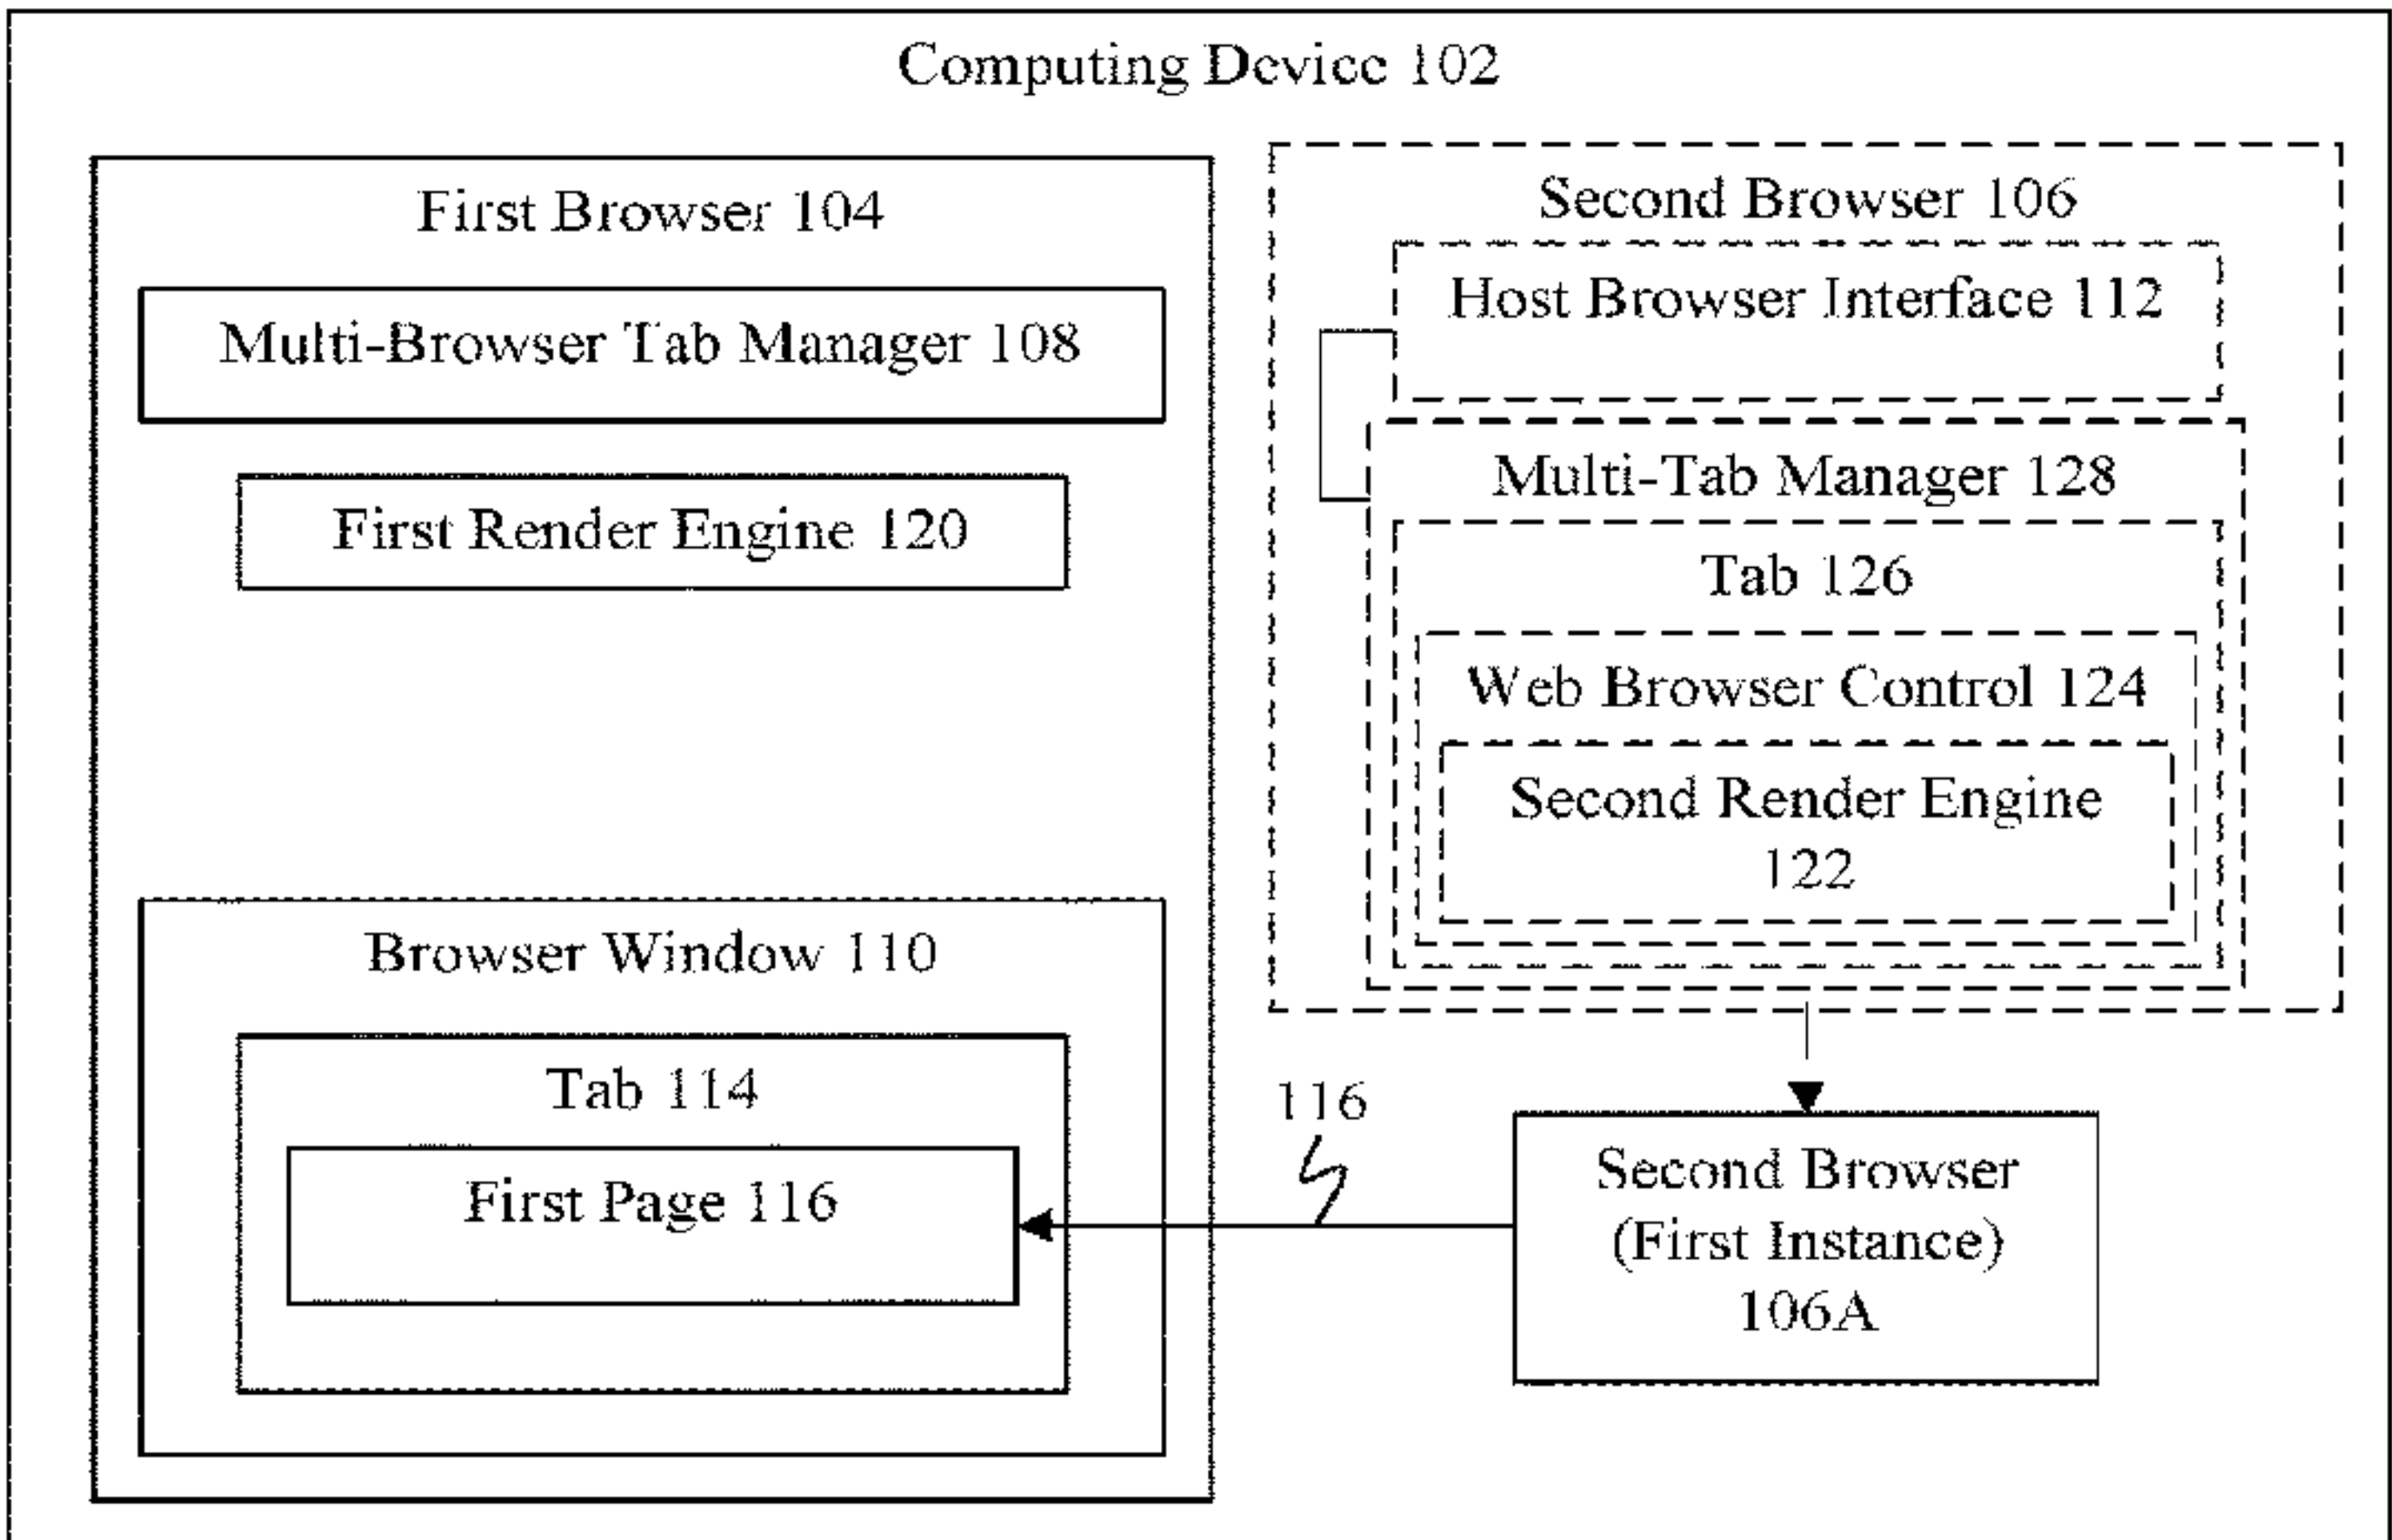 Computing Device 102
First Browser 104
Multi-Browser Tab Manager 108
First Render Engine 120
Browser Window 110
Tab 114
First Page 116
Second Browser 106
Host Browser Interface 112
Multi-Tab Manager 128
Tab 126
Web Browser Control 124
Second Render Engine
122
116
Second Browser
(First Instance)
106A